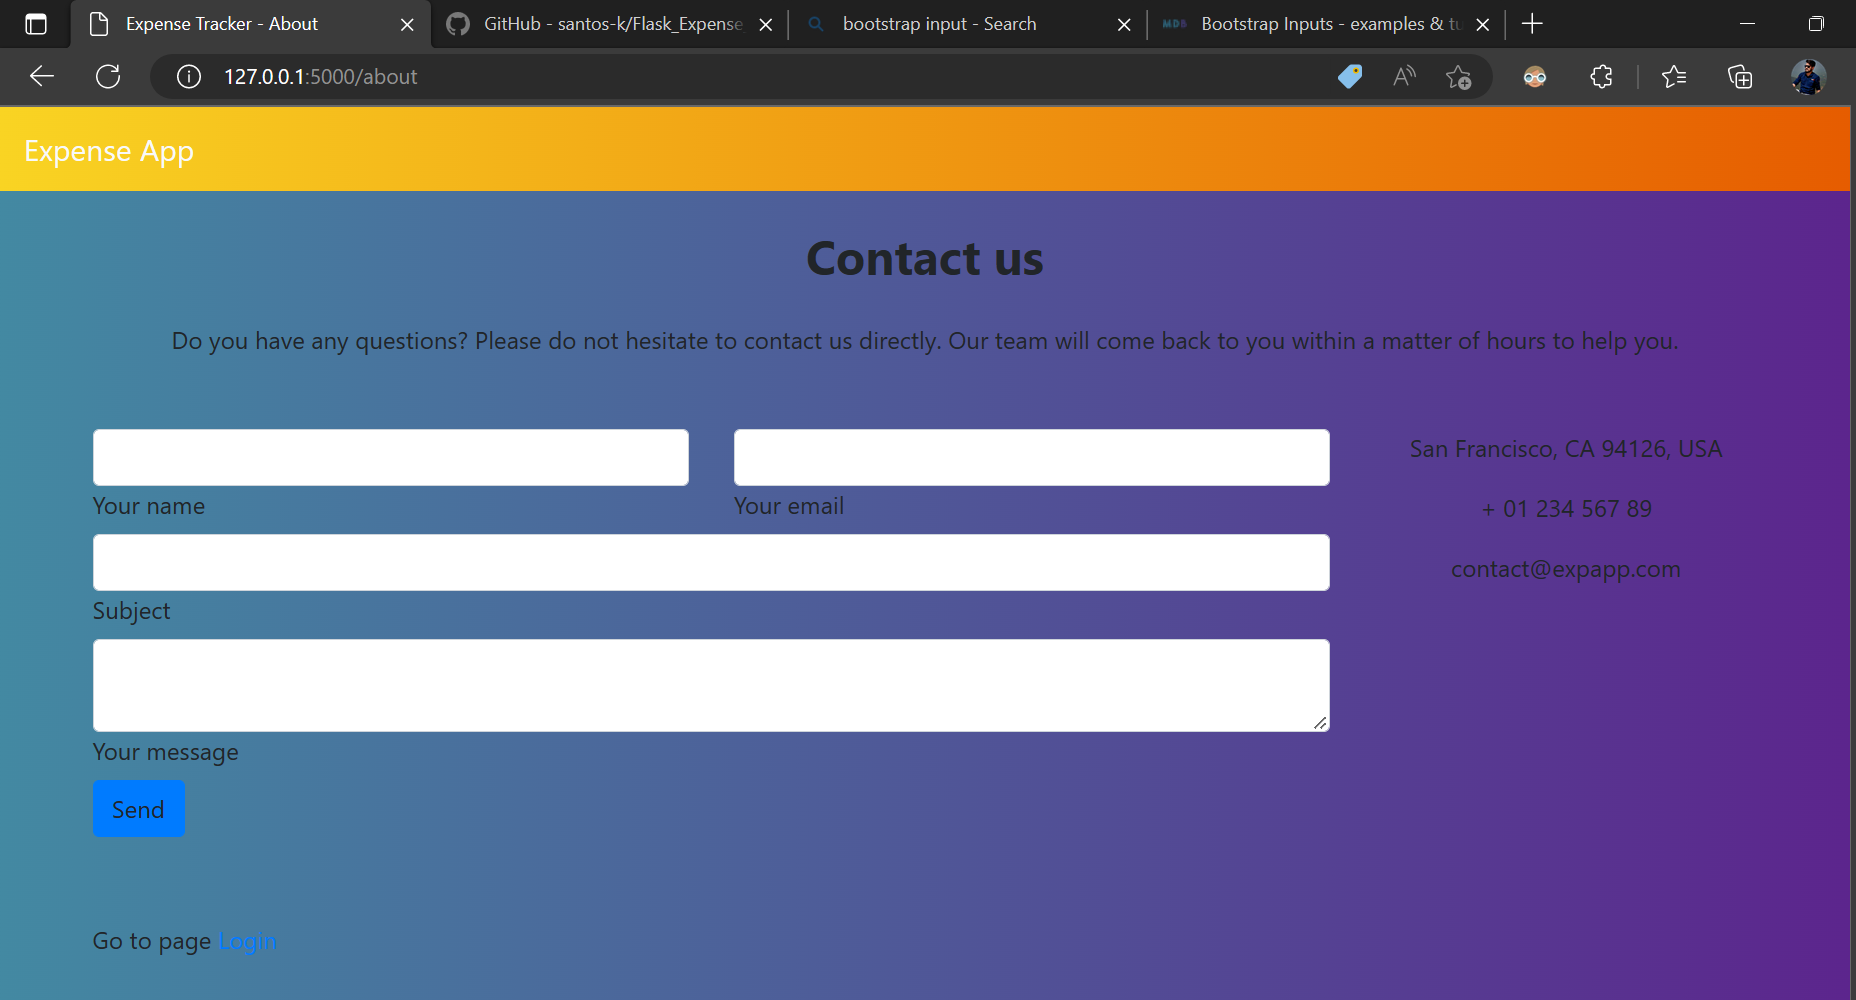 Expense Tracker - About
GitHub - santos-k/Flask_Expense
bootstrap input - Search
MDB
Bootstrap Inputs - examples & tu
127.0.0.1:5000/about
Expense App
Contact us
Do you have any questions? Please do not hesitate to contact us directly. Our team will come back to you within a matter of hours to help you.
Your name
Your email
San Francisco, CA 94126, USA
+ 01 234 567 89
contact@expapp.com
Subject
Your message
Send
Go to page Login